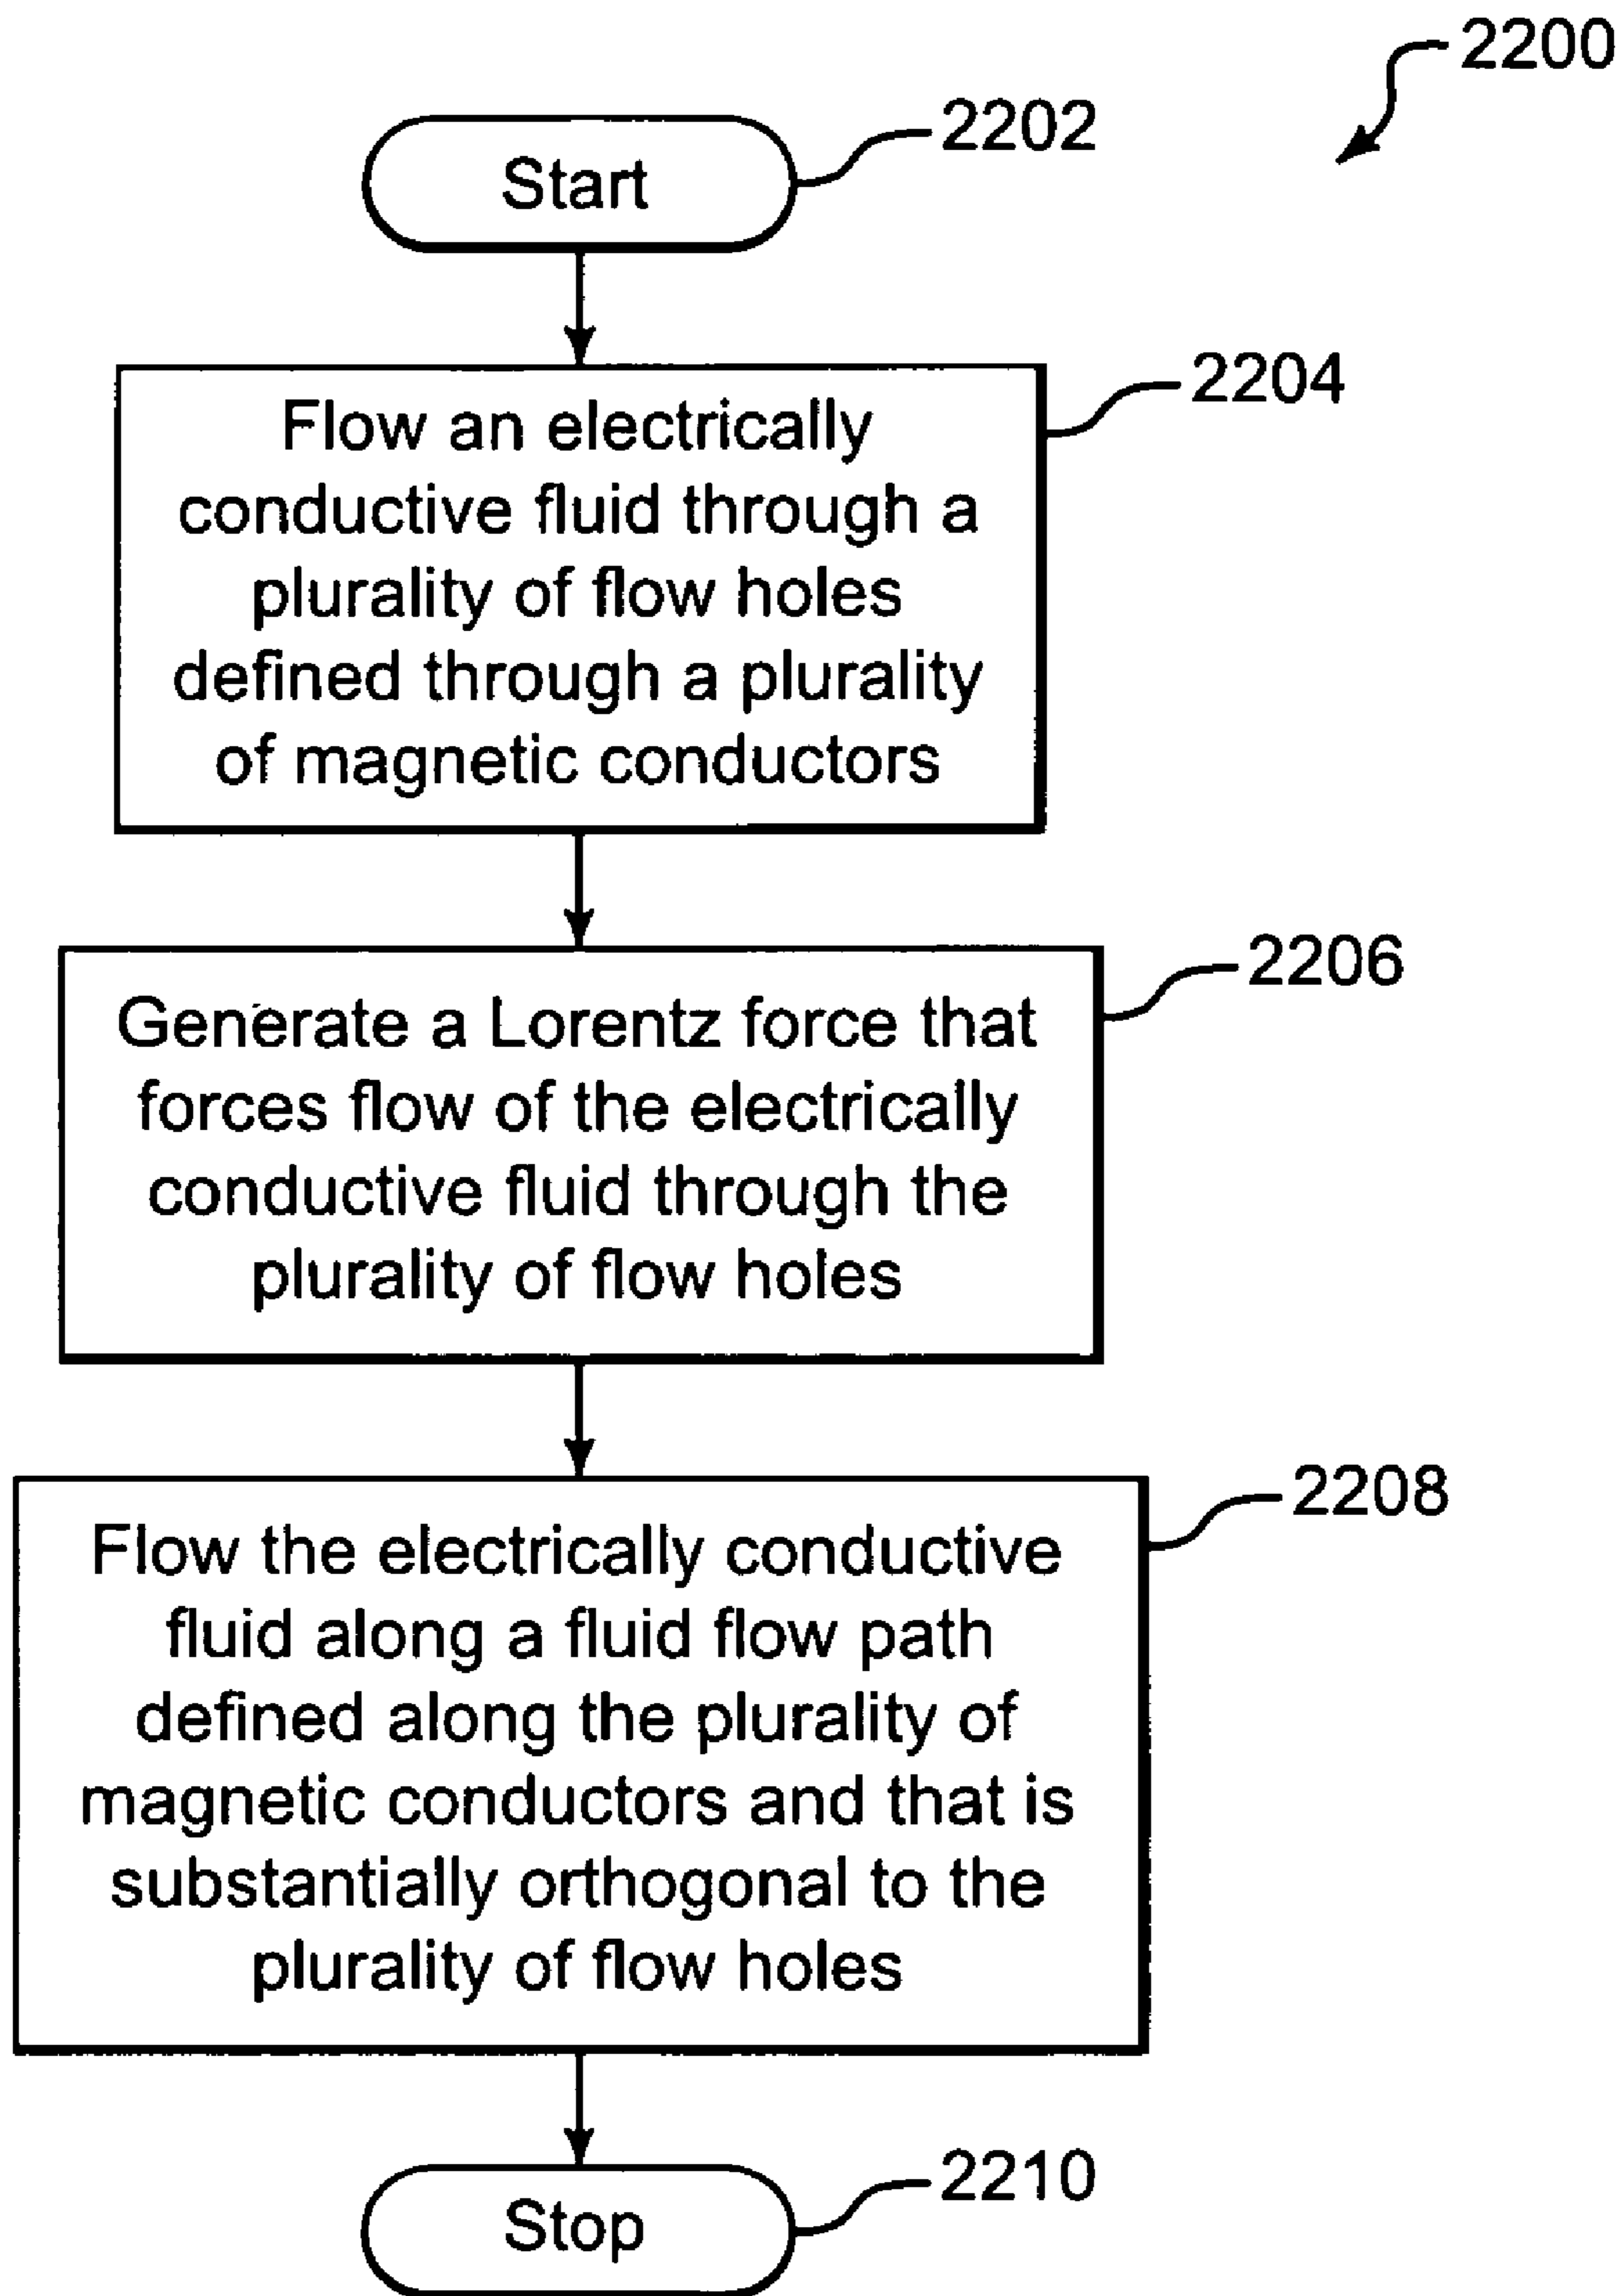 2200
2202
Start
2204
Flow an electrically
conductive fluid through a
plurality of flow holes
defined through a plurality
of magnetic conductors
2206
Generate a Lorentz force that
forces flow of the electrically
conductive fluid through the
plurality of flow holes
2208
Flow the electrically conductive
fluid along a fluid flow path
defined along the plurality of
magnetic conductors and that is
substantially orthogonal to the
plurality of flow holes
2210
Stop